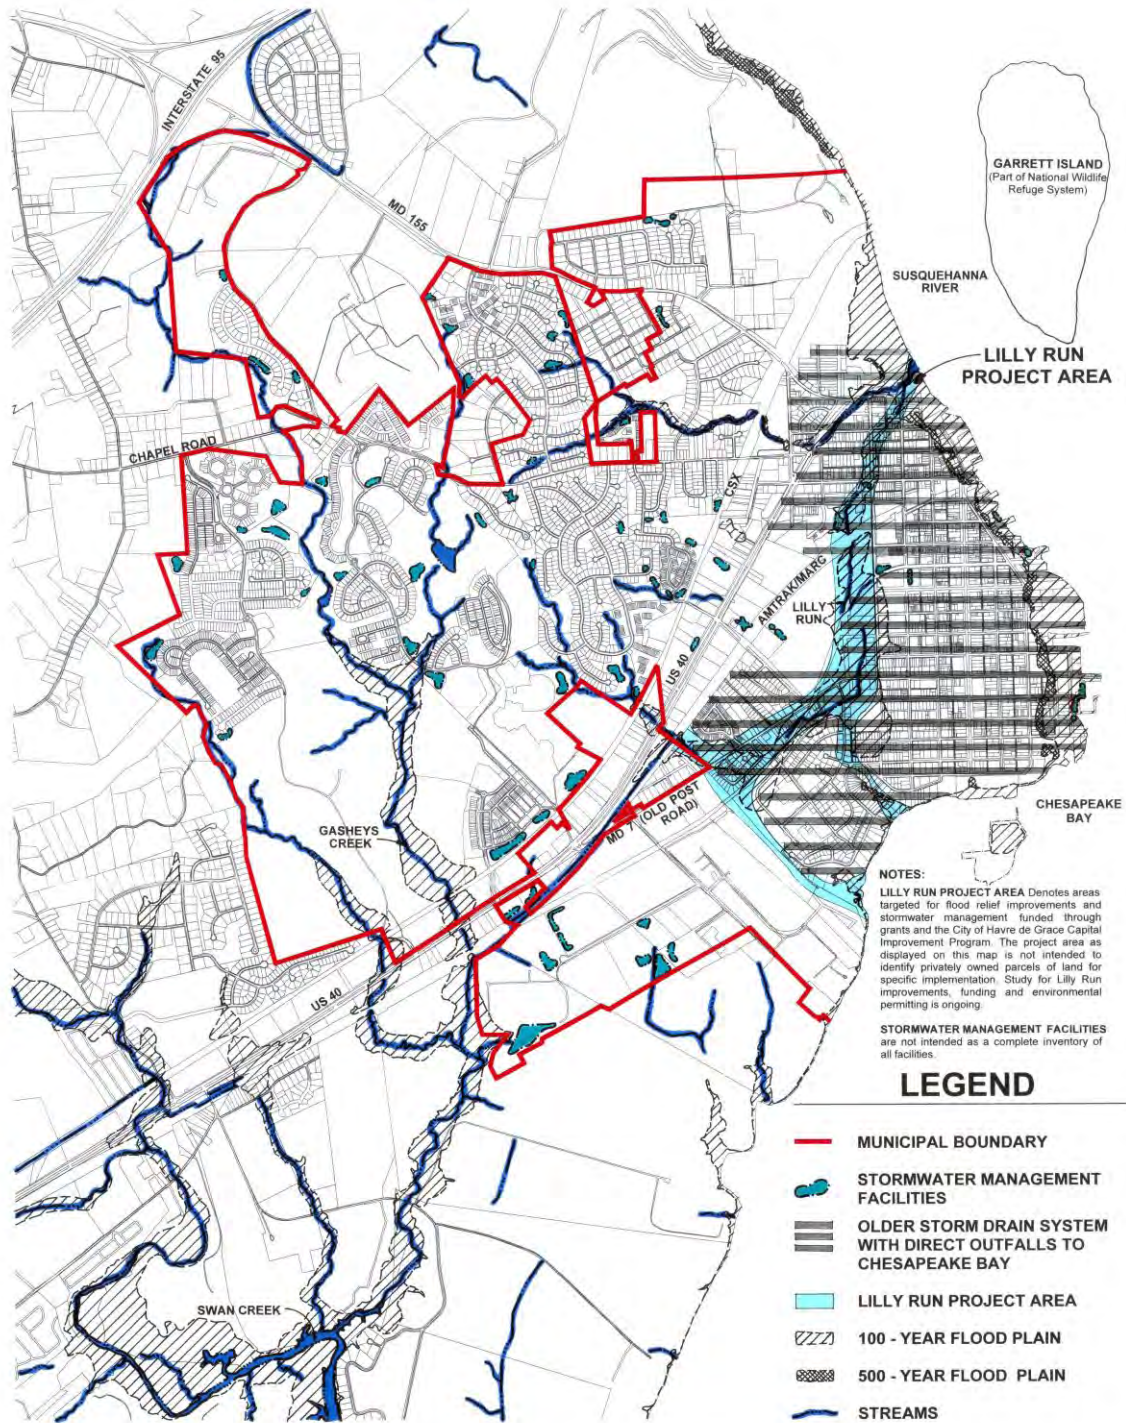 INTERSTATE 95
GARRETT ISLAND
(Part of National Wildlife
Refuge System)
MD 155
SUSQUEHANNA
RIVER
LILLY RUN
PROJECT AREA
CHAPEL ROAD
CSX
AMTRAK/MARC
LILLY
RUN
US 40
GASHEYS
CREEK
MD 7 (OLD POST
ROAD)
CHESAPEAKE
BAY
US 40
SWAN CREEK
NOTES:
LILLY RUN PROJECT AREA Denotes areas
targeted for flood relief improvements and
stormwater management funded through
grants and the City of Havre de Grace Capital
Improvement Program. The project area as
displayed on this map is not intended to
identify privately owned parcels of land for
specific implementation. Study for Lilly Run
improvements, funding and environmental
permitting is ongoing.
STORMWATER MANAGEMENT FACILITIES
are not intended as a complete inventory of
all facilities.
LEGEND
MUNICIPAL BOUNDARY
STORMWATER MANAGEMENT
FACILITIES
OLDER STORM DRAIN SYSTEM
WITH DIRECT OUTFALLS TO
CHESAPEAKE BAY
LILLY RUN PROJECT AREA
100 - YEAR FLOOD PLAIN
500 - YEAR FLOOD PLAIN
STREAMS